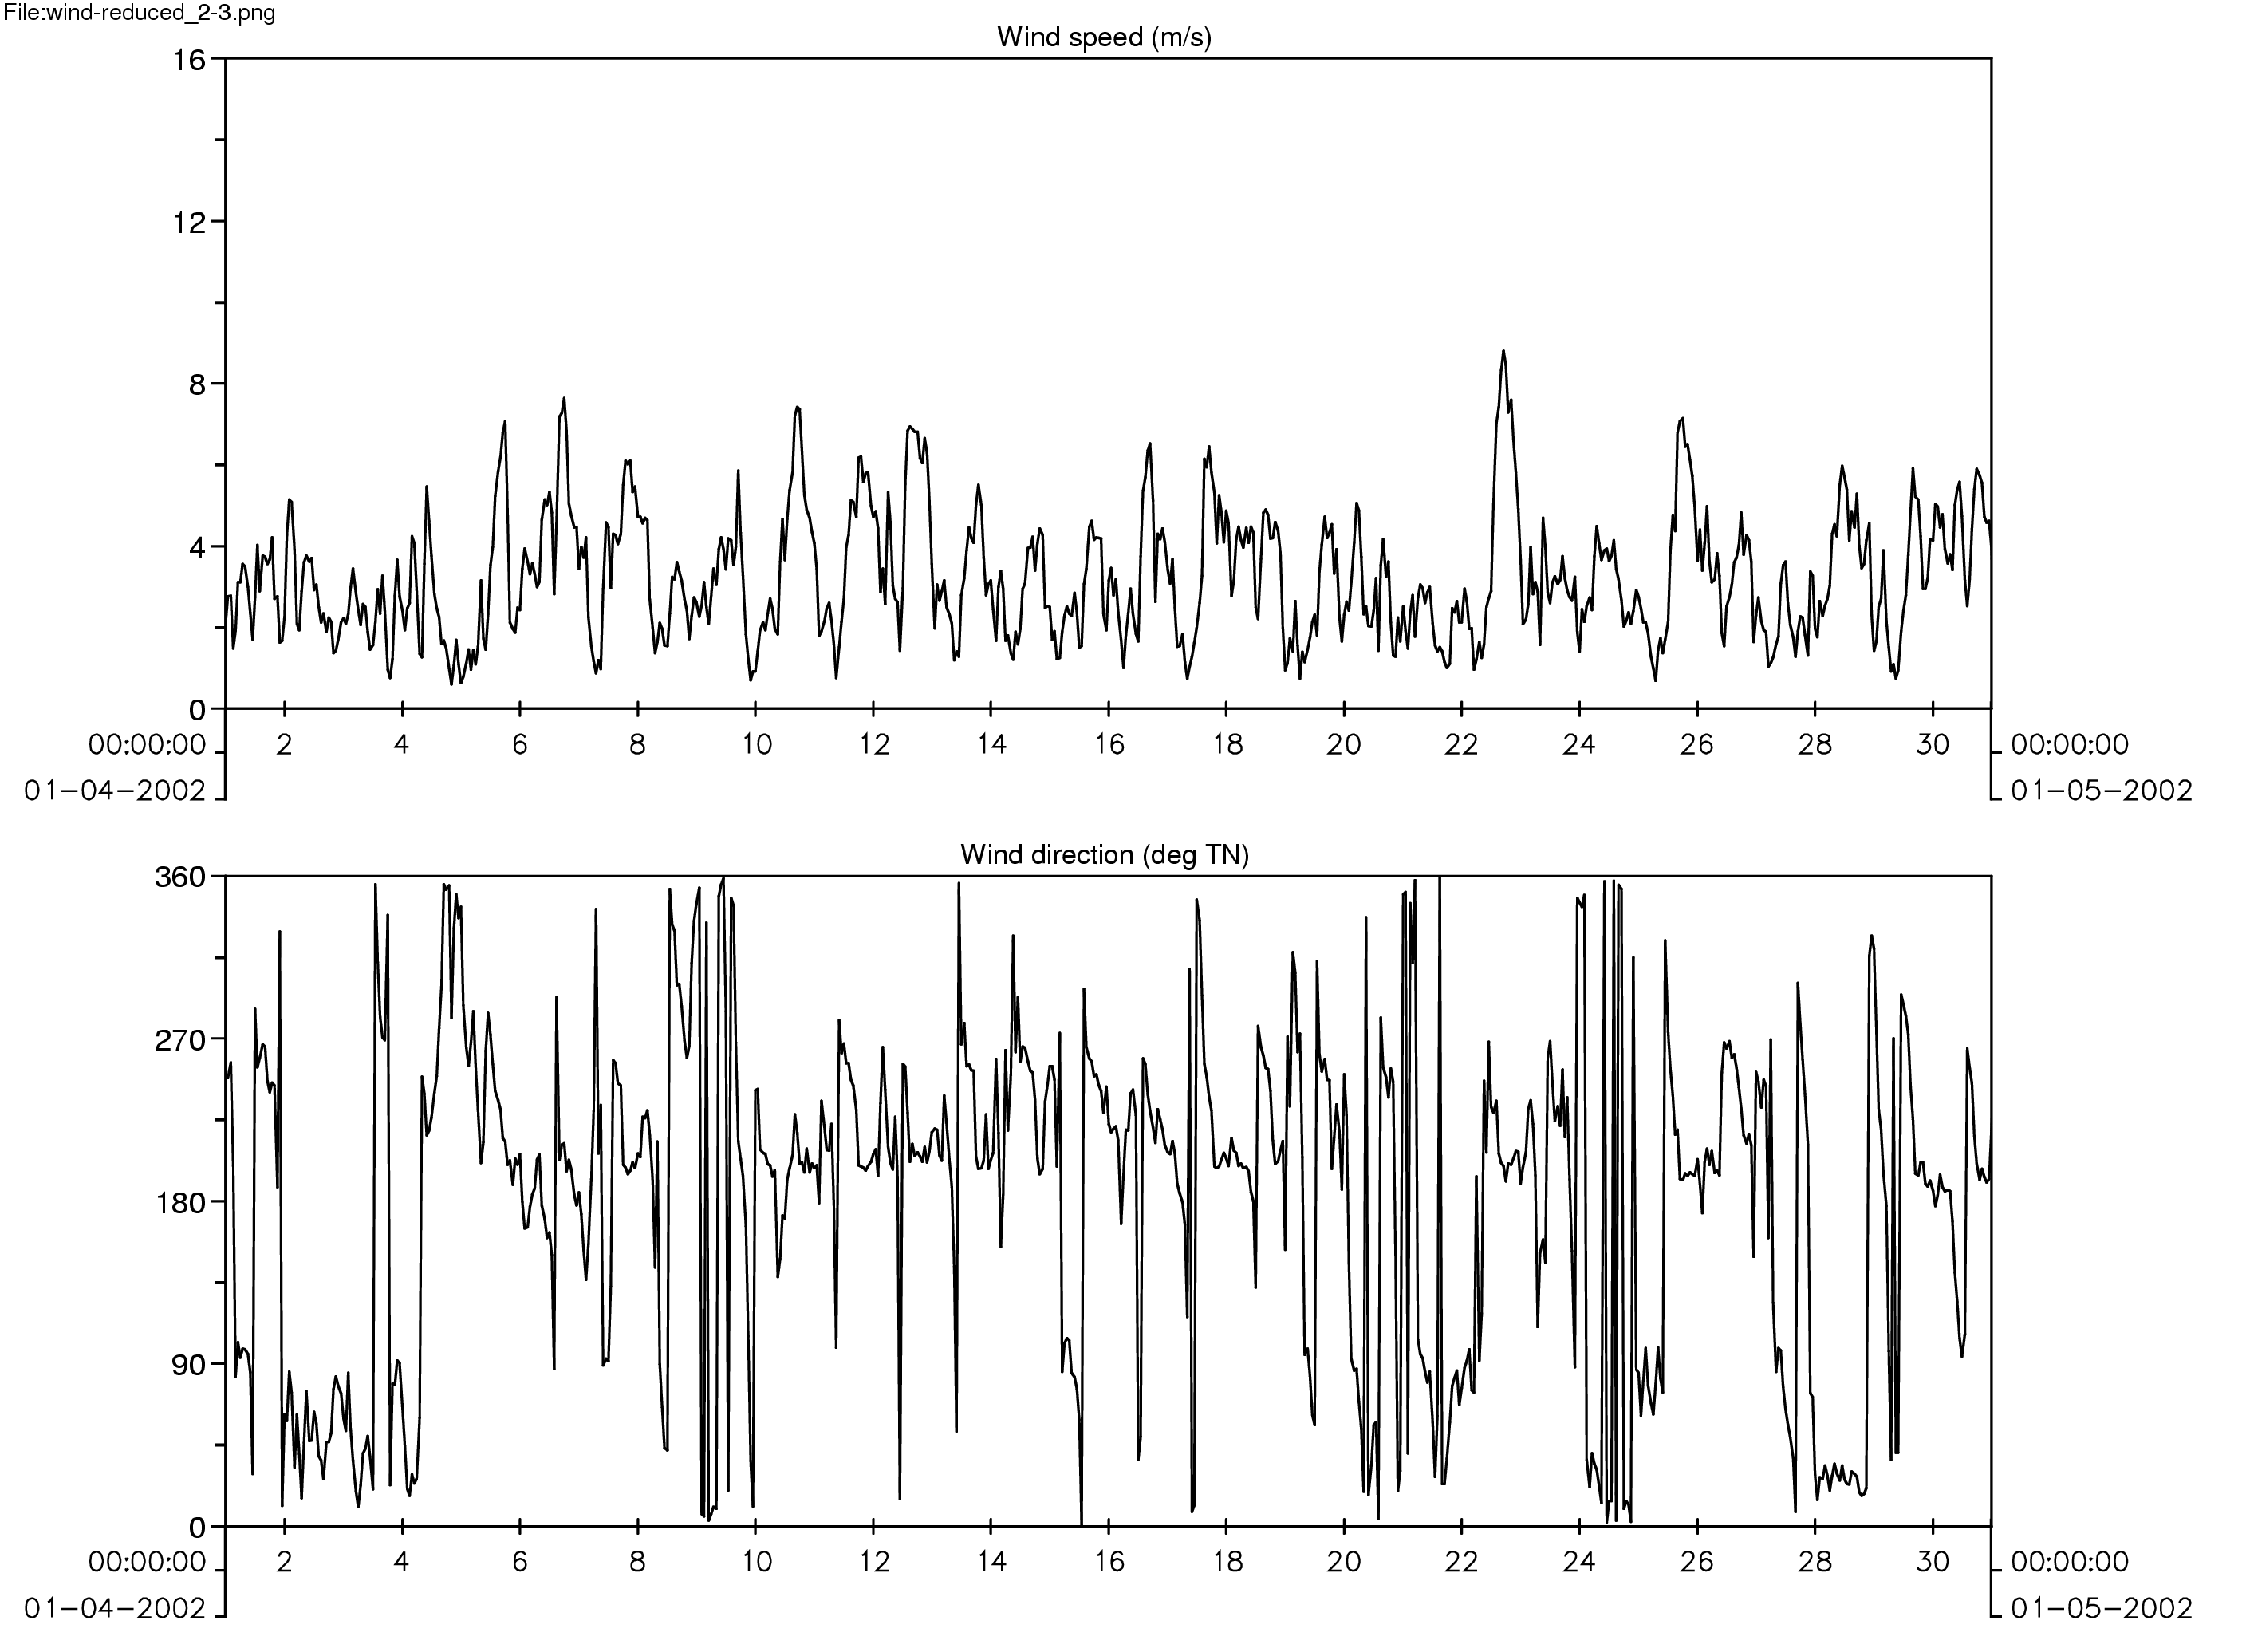 File:wind-reduced_2-3.png
Wind speed (m/s)
16
12
8
4
0
00:00:00 2 4 6 8 10 12 14 16 18 20 22 24 26 28 30 00:00:00
01-04-2002 01-05-2002
Wind direction (deg TN)
360
270
180
90
0
00:00:00 2 4 6 8 10 12 14 16 18 20 22 24 26 28 30 00:00:00
01-04-2002 01-05-2002